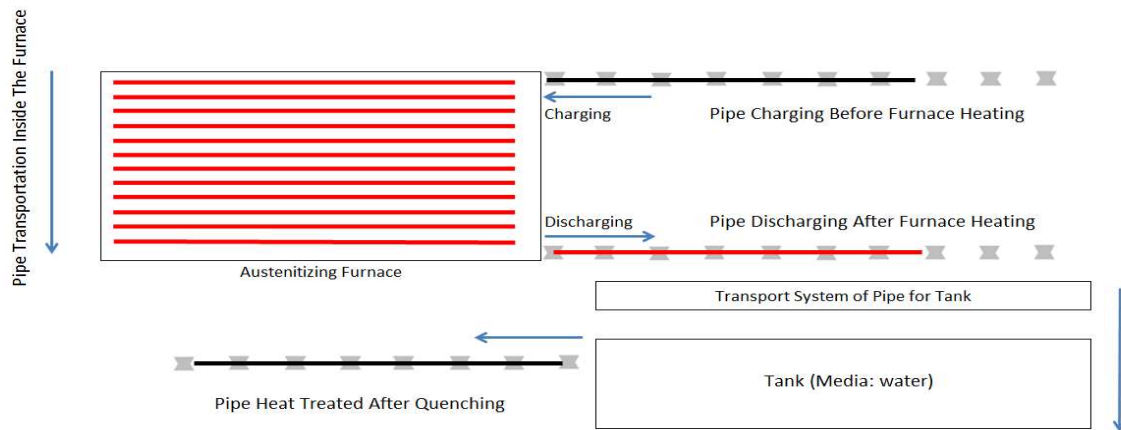 Pipe Transportation Inside The Furnace
Charging
Pipe Charging Before Furnace Heating
Discharging
Pipe Discharging After Furnace Heating
Austenitizing Furnace
Transport System of Pipe for Tank
Tank (Media: water)
Pipe Heat Treated After Quenching